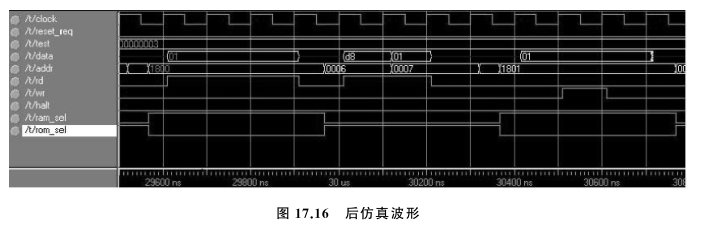 /t/clock
/t/reset_req
/t/test 00000003
/t/data 01 d8 01 01
/t/addr 1800 0006 0007 1801
/t/rd
/t/wr
/t/halt
/t/ram_sel
/t/rom_sel
29600 ns 29800 ns 30 us 30200 ns 30400 ns 30600 ns
图 17.16 后仿真波形